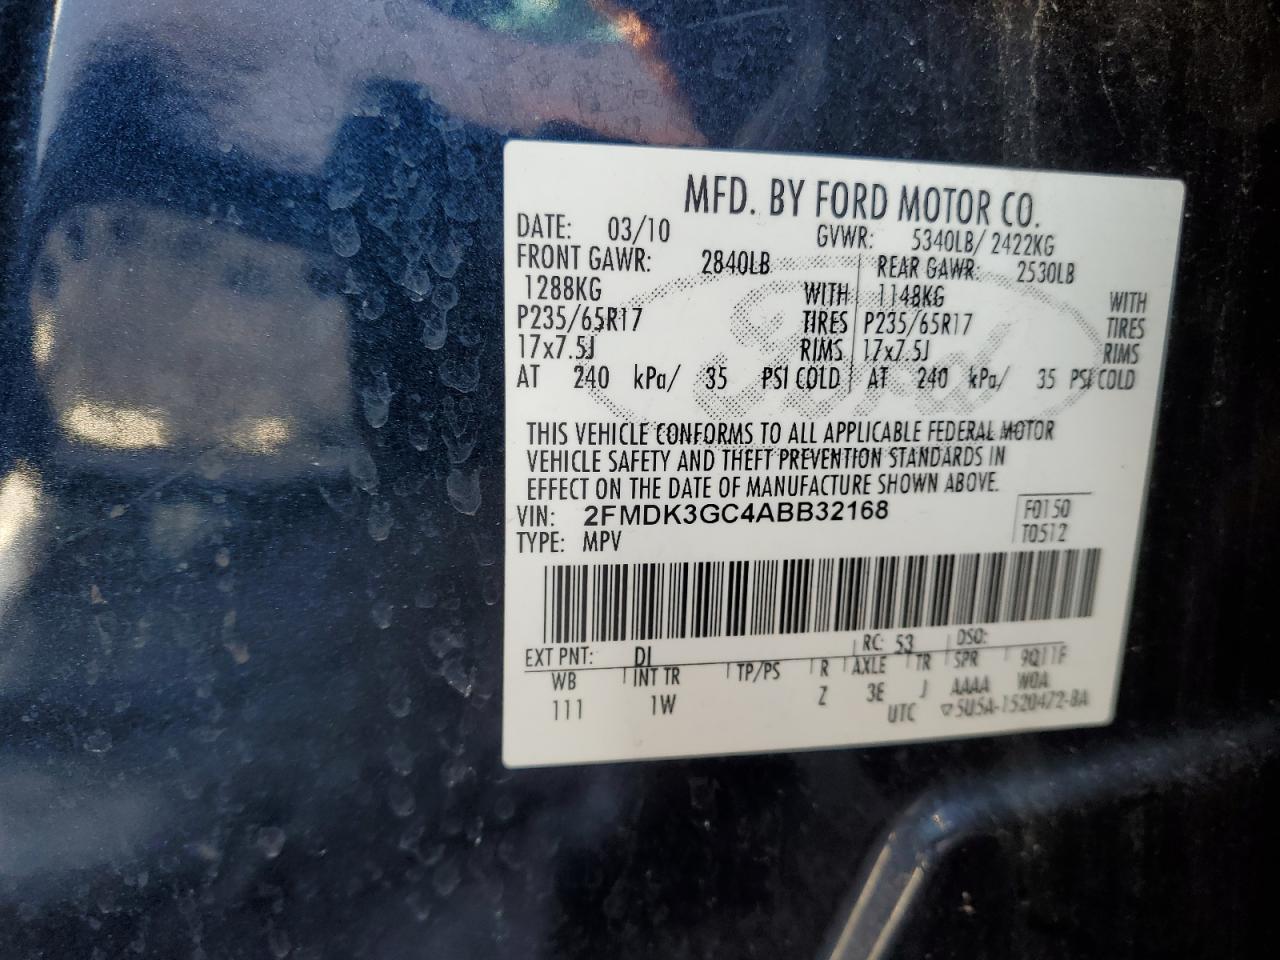 MFD. BY FORD MOTOR CO.
DATE: 03/10 GVWR: 5340LB/ 2422KG
FRONT GAWR: 2840LB REAR GAWR: 2530LB
1288KG WITH 1148KG WITH
P235/65R17 TIRES P235/65R17 TIRES
17x7.5J RIMS 17x7.5J RIMS
AT 240 kPa/ 35 PSI COLD AT 240 kPa/ 35 PSI COLD
Ford
THIS VEHICLE CONFORMS TO ALL APPLICABLE FEDERAL MOTOR
VEHICLE SAFETY AND THEFT PREVENTION STANDARDS IN
EFFECT ON THE DATE OF MANUFACTURE SHOWN ABOVE.
VIN: 2FMDK3GC4ABB32168 F0150
TYPE: MPV T0512
EXT PNT: DI RC: 53 DSO:
WB INT TR TP/PS R AXLE TR SPR 9Q11F
111 1W Z 3E J AAAA W0A
UTC ▽5U5A-1520472-BA